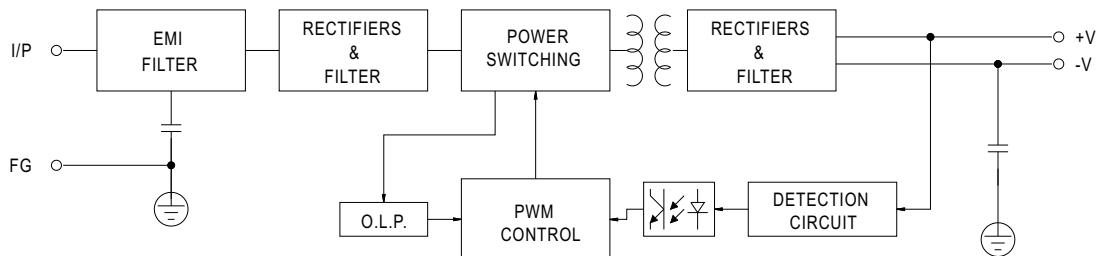 I/P
EMI
FILTER
RECTIFIERS
&
FILTER
POWER
SWITCHING
RECTIFIERS
&
FILTER
+V
-V
FG
O.L.P.
PWM
CONTROL
DETECTION
CIRCUIT